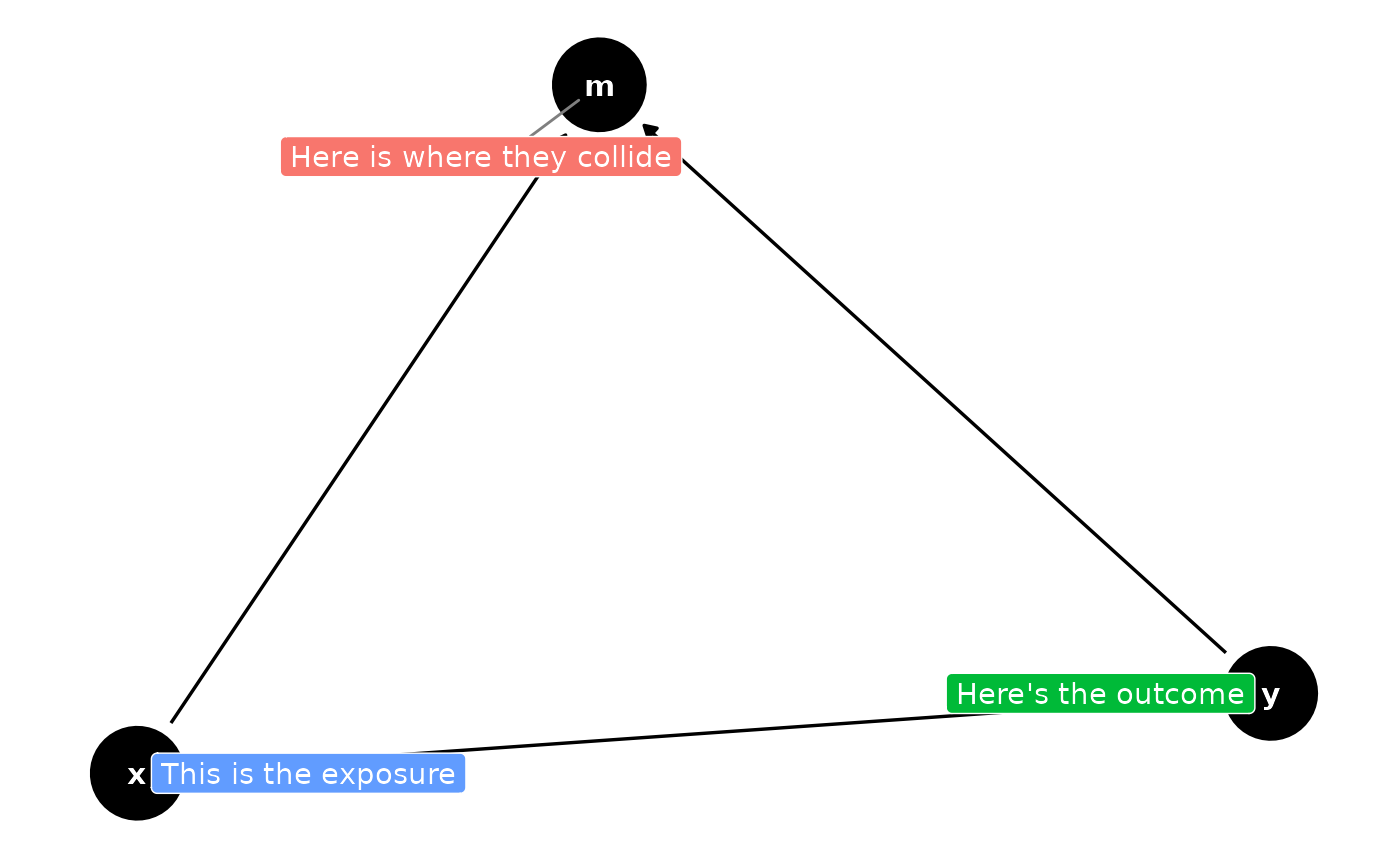 m
Here is where they collide
Here's the outcome
y
x
This is the exposure